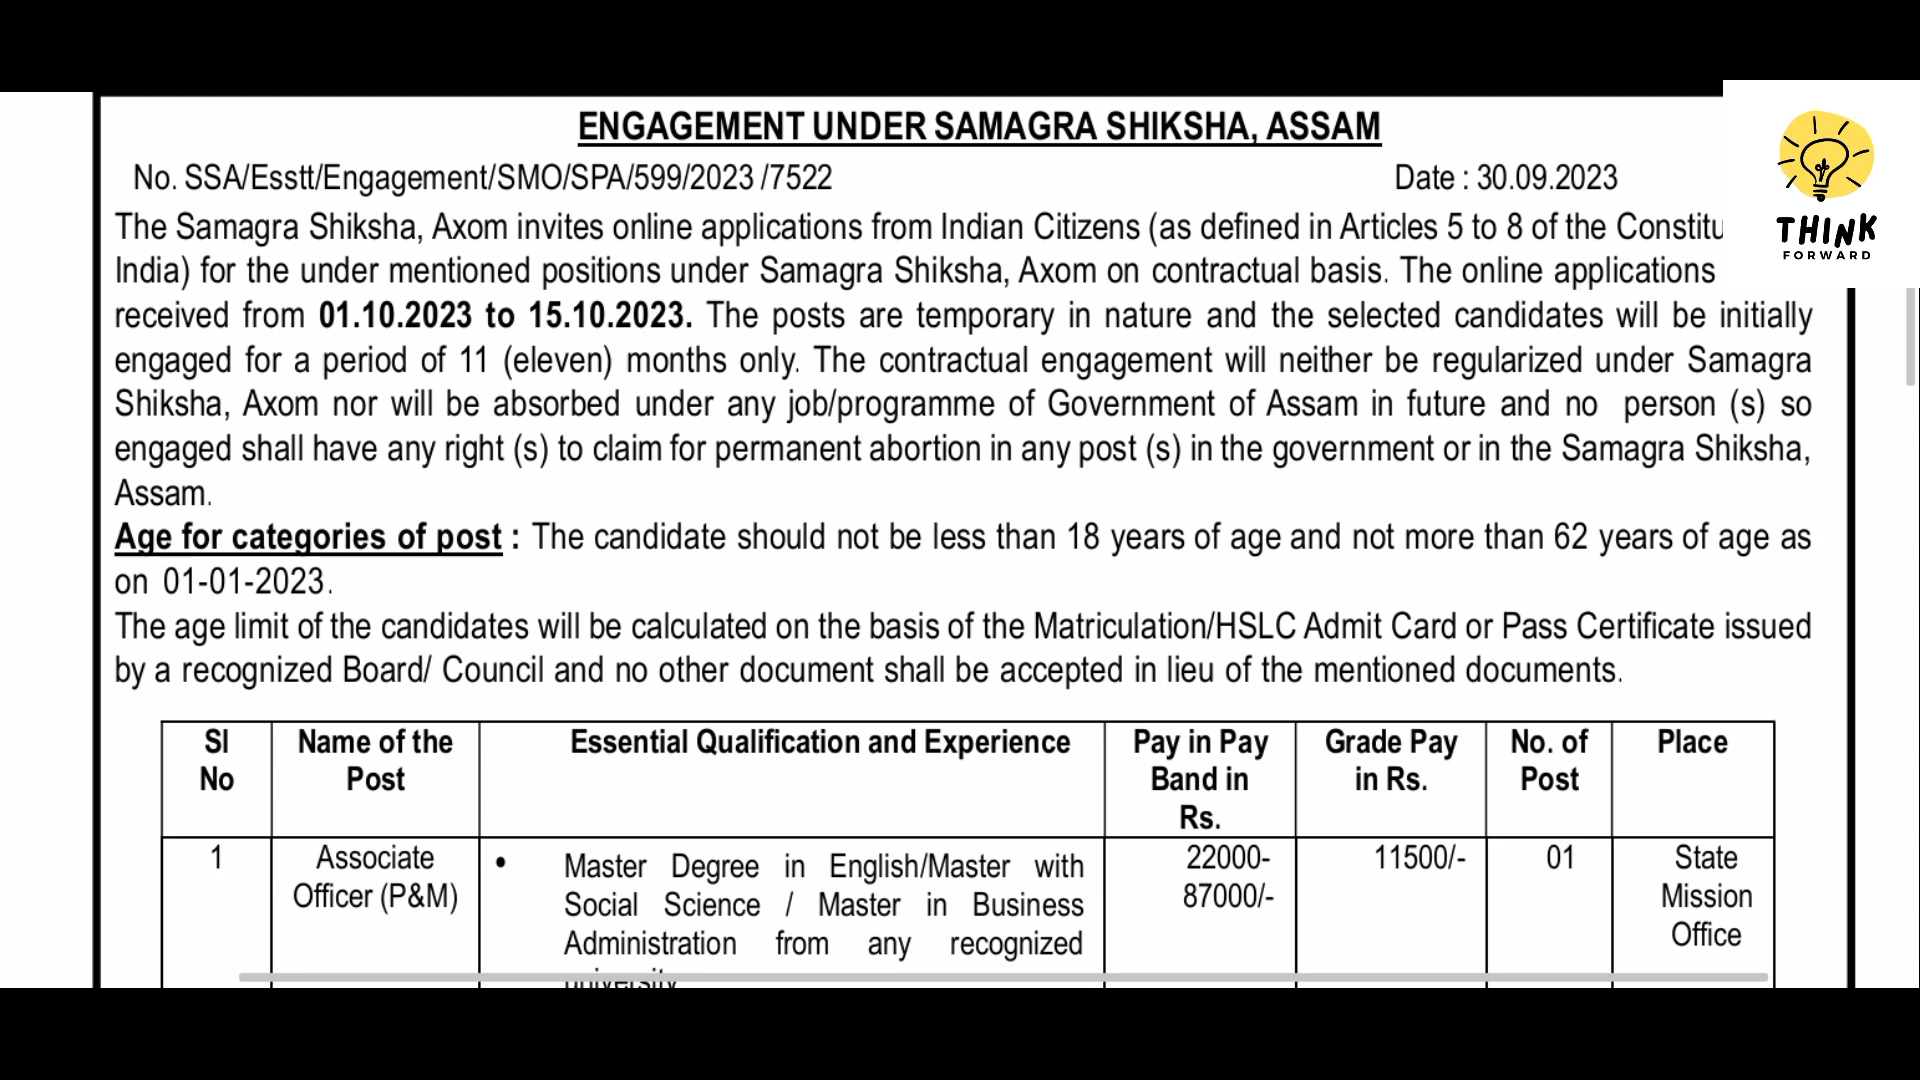 ENGAGEMENT UNDER SAMAGRA SHIKSHA, ASSAM
No. SSA/Esstt/Engagement/SMO/SPA/599/2023 /7522 Date : 30.09.2023
THINK
FORWARD
The Samagra Shiksha, Axom invites online applications from Indian Citizens (as defined in Articles 5 to 8 of the Constitu
India) for the under mentioned positions under Samagra Shiksha, Axom on contractual basis. The online applications
received from 01.10.2023 to 15.10.2023. The posts are temporary in nature and the selected candidates will be initially
engaged for a period of 11 (eleven) months only. The contractual engagement will neither be regularized under Samagra
Shiksha, Axom nor will be absorbed under any job/programme of Government of Assam in future and no person (s) so
engaged shall have any right (s) to claim for permanent abortion in any post (s) in the government or in the Samagra Shiksha,
Assam.
Age for categories of post : The candidate should not be less than 18 years of age and not more than 62 years of age as
on 01-01-2023.
The age limit of the candidates will be calculated on the basis of the Matriculation/HSLC Admit Card or Pass Certificate issued
by a recognized Board/ Council and no other document shall be accepted in lieu of the mentioned documents.
Sl
No
Name of the
Post
Essential Qualification and Experience
Pay in Pay
Band in
Rs.
Grade Pay
in Rs.
No. of
Post
Place
1
Associate
Officer (P&M)
• Master Degree in English/Master with
Social Science / Master in Business
Administration from any recognized
university
22000-
87000/-
11500/-
01
State
Mission
Office